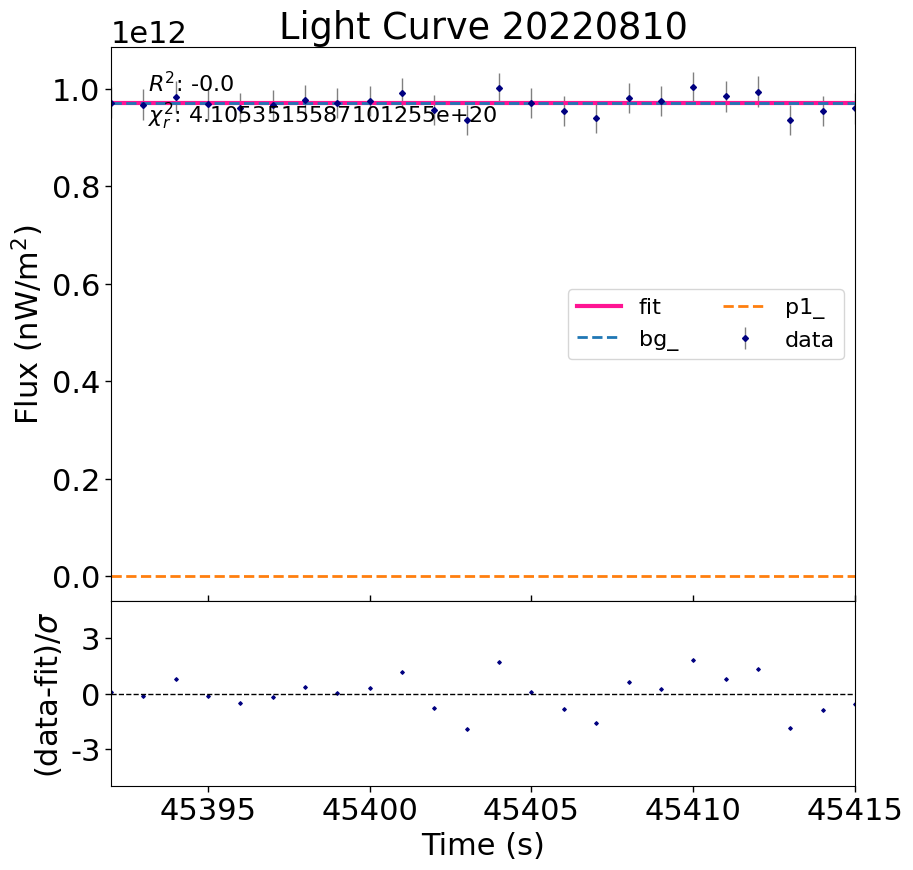 Light Curve 20220810
1e12
R²: -0.0
χ²ᵣ: 4.1053515587101255e+20
1.0
0.8
0.6
0.4
0.2
0.0
Flux (nW/m²)
fit
bg_
p1_
data
3
0
-3
(data-fit)/σ
45395
45400
45405
45410
45415
Time (s)